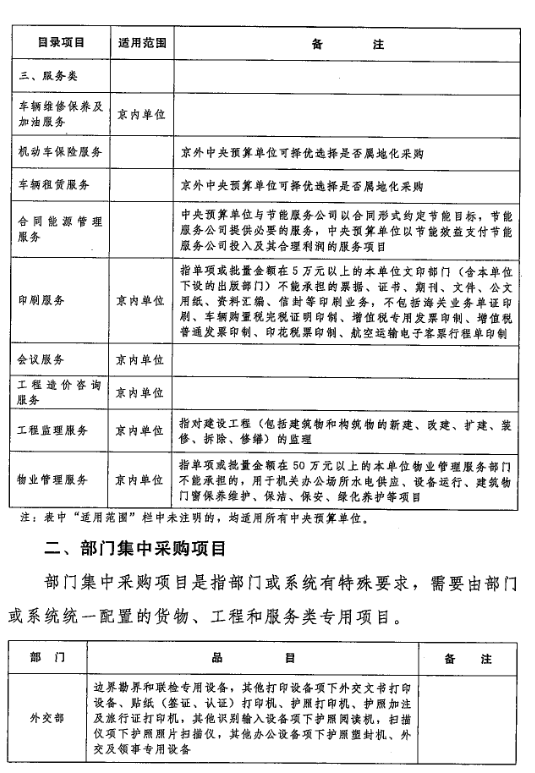 目录项目 适用范围 备 注
三、服务类
车辆维修保养及
加油服务
京内单位
机动车保险服务 京外中央预算单位可择优选择是否属地化采购
车辆租赁服务 京外中央预算单位可择优选择是否属地化采购
合同能源管理
服务
中央预算单位与节能服务公司以合同形式约定节能目标，节能
服务公司提供必要的服务，中央预算单位以节能效益支付节能
服务公司投入及其合理利润的服务项目
印刷服务
京内单位
指单项或批量金额在5万元以上的本单位文印部门（含本单位
下设的出版部门）不能承担的票据、证书、期刊、文件、公文
用纸、资料汇编、信封等印刷业务，不包括海关业务单证印
刷、车辆购置税完税证明印制、增值税专用发票印制、增值税
普通发票印制、印花税票印制、航空运输电子客票行程单印制
会议服务 京内单位
工程造价咨询
服务
京内单位
工程监理服务
京内单位
指对建设工程（包括建筑物和构筑物的新建、改建、扩建、装
修、拆除、修缮）的监理
物业管理服务
京内单位
指单项或批量金额在50万元以上的本单位物业管理服务部门
不能承担的，用于机关办公场所水电供应、设备运行、建筑物
门窗保养维护、保洁、保安、绿化养护等项目
注：表中“适用范围”栏中未注明的，均适用所有中央预算单位。
二、部门集中采购项目
部门集中采购项目是指部门或系统有特殊要求，需要由部门
或系统统一配置的货物、工程和服务类专用项目。
部 门 品 目 备 注
外交部
边界勘界和联检专用设备，其他打印设备项下外交文书打印
设备、贴纸（签证、认证）打印机、护照打印机、护照加注
及旅行证打印机，其他识别输入设备项下护照阅读机，扫描
仪项下护照照片扫描仪，其他办公设备项下护照塑封机、外
交及领事专用设备